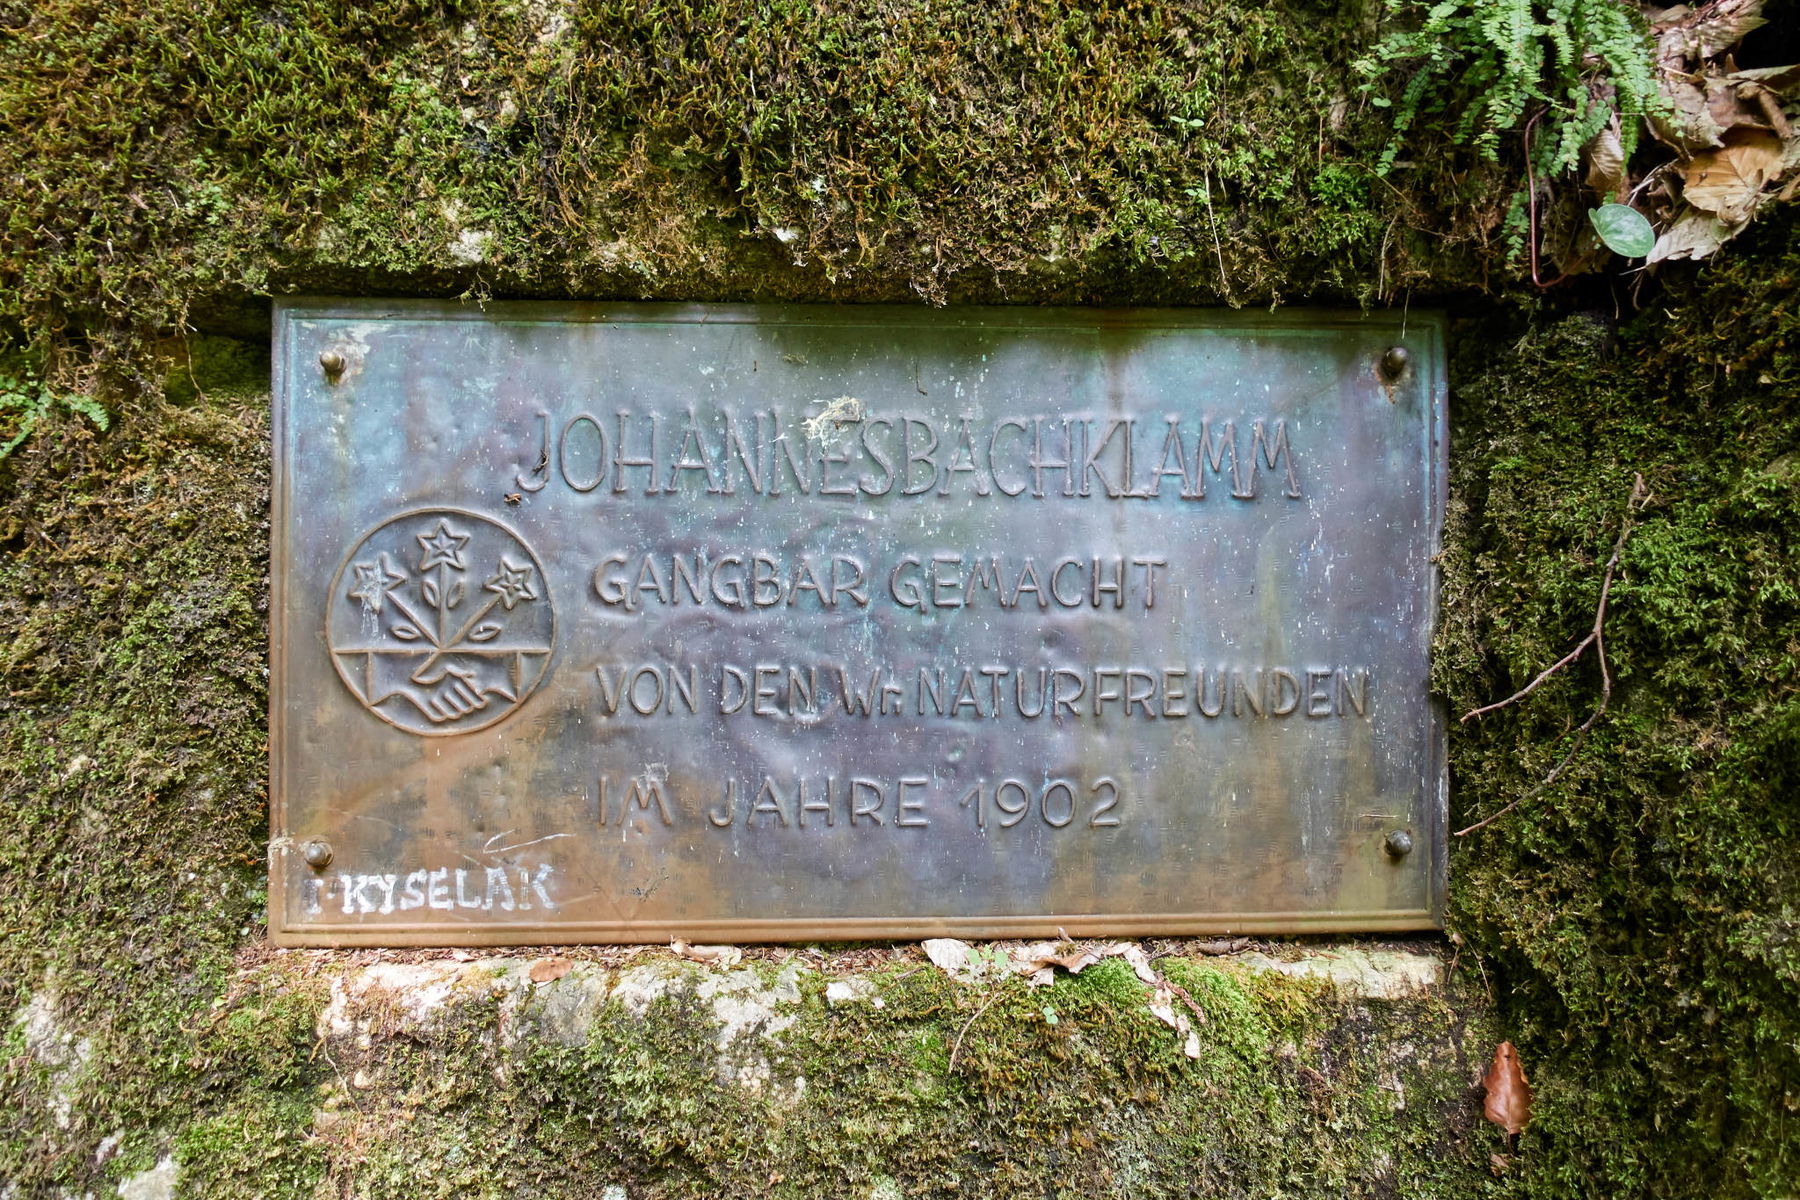 JOHANNESBACHKLAMM
GANGBAR GEMACHT
VON DEN Wr. NATURFREUNDEN
IM JAHRE 1902
I. KYSELAK